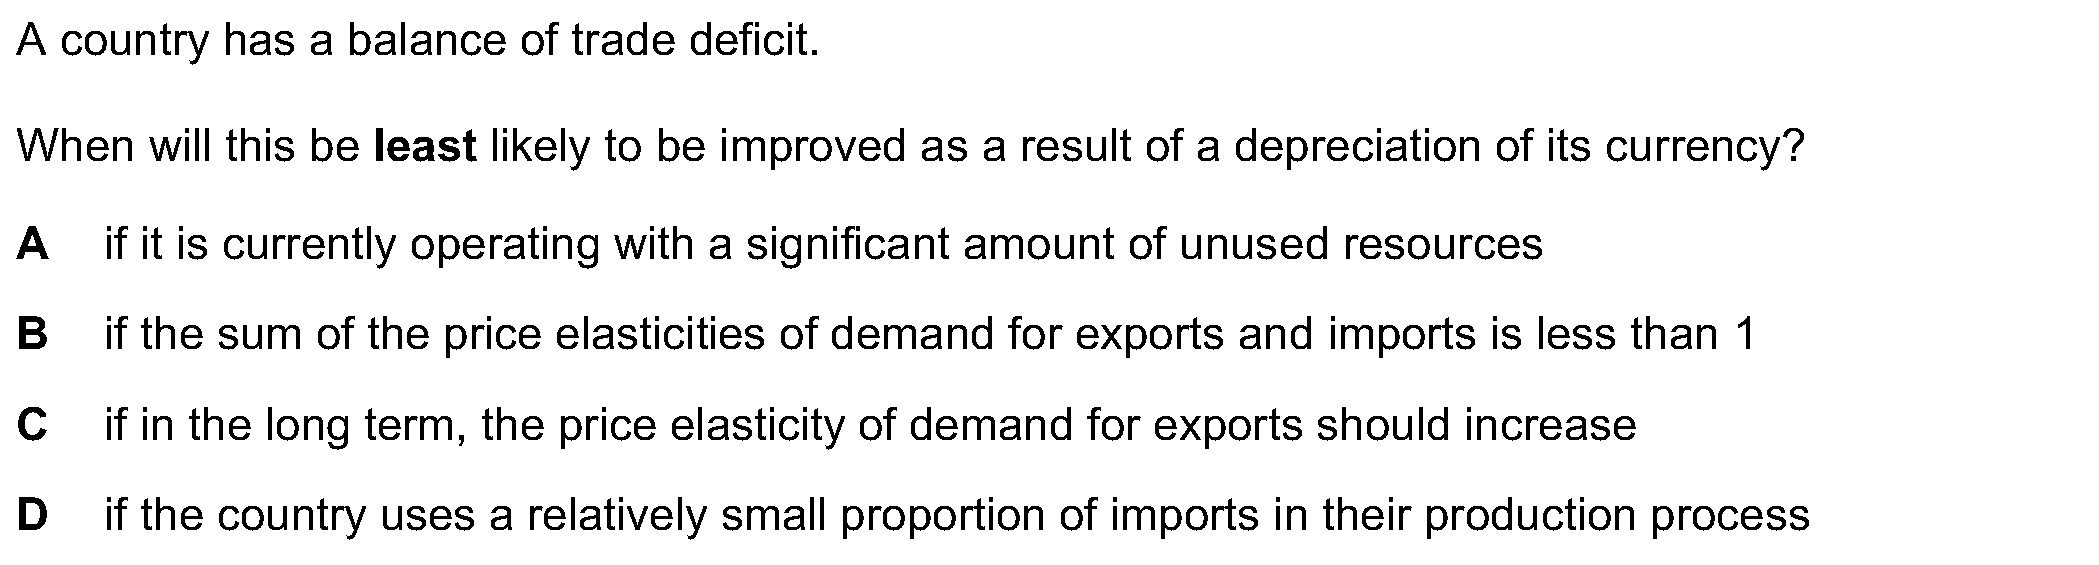 A country has a balance of trade deficit.
When will this be least likely to be improved as a result of a depreciation of its currency?
A if it is currently operating with a significant amount of unused resources
B if the sum of the price elasticities of demand for exports and imports is less than 1
C if in the long term, the price elasticity of demand for exports should increase
D if the country uses a relatively small proportion of imports in their production process